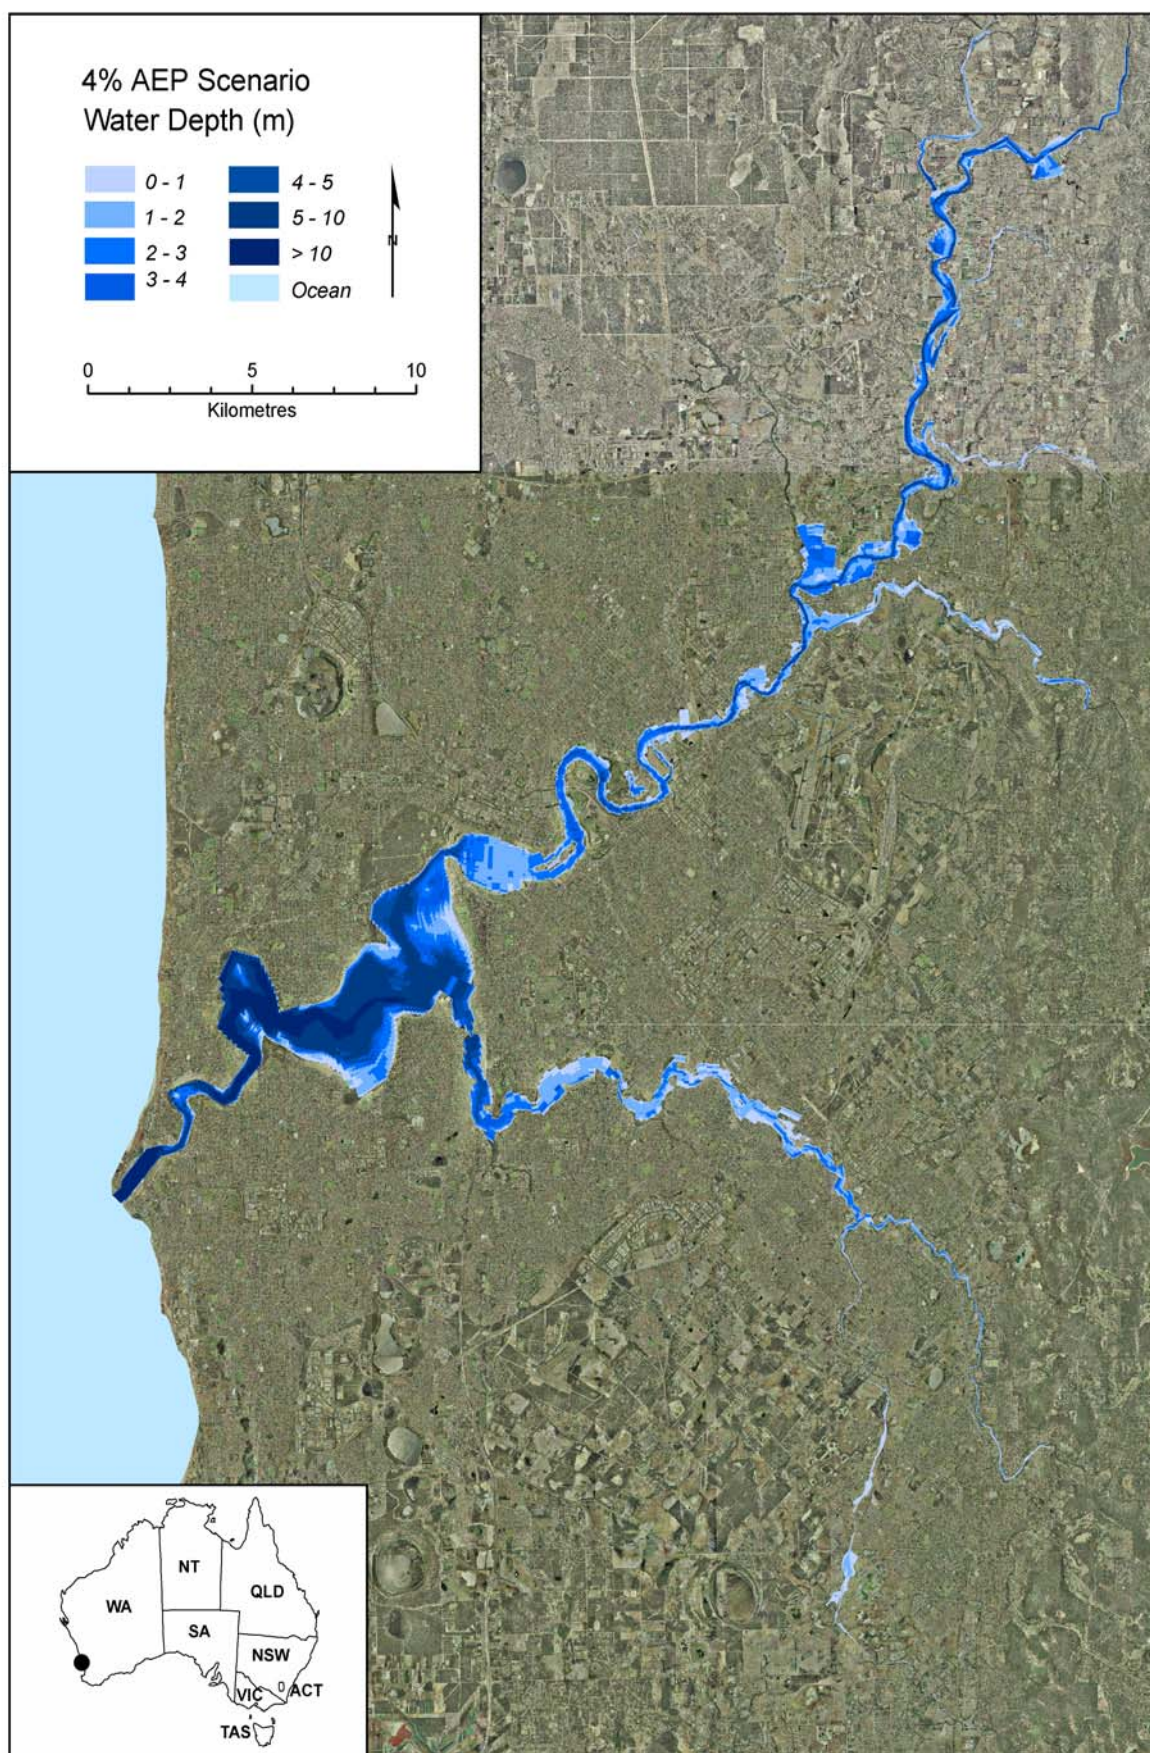 4% AEP Scenario
Water Depth (m)
0 - 1
4 - 5
1 - 2
5 - 10
2 - 3
> 10
3 - 4
Ocean
N
0
5
10
Kilometres
NT
QLD
WA
SA
NSW
VIC
ACT
TAS